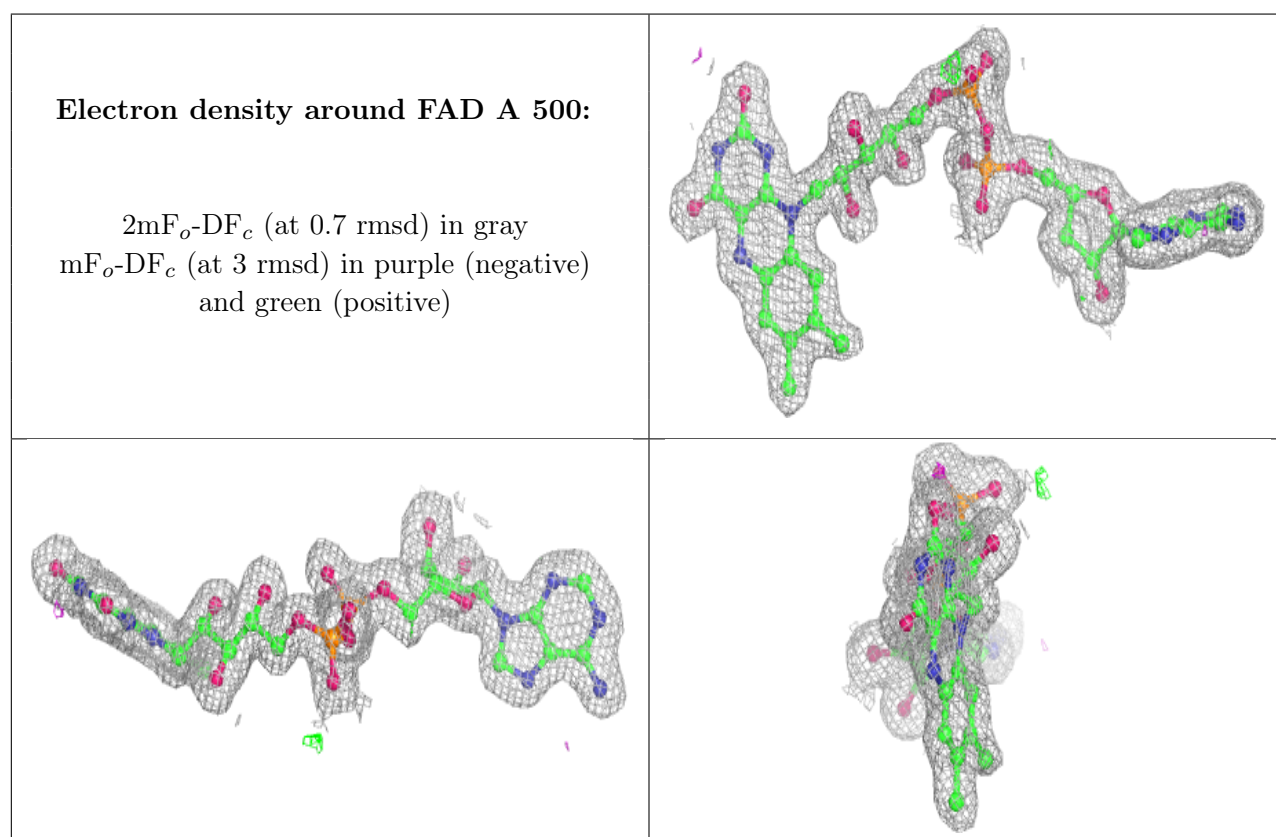 Electron density around FAD A 500:
2mFₒ-DF𝒸 (at 0.7 rmsd) in gray
mFₒ-DF𝒸 (at 3 rmsd) in purple (negative)
and green (positive)